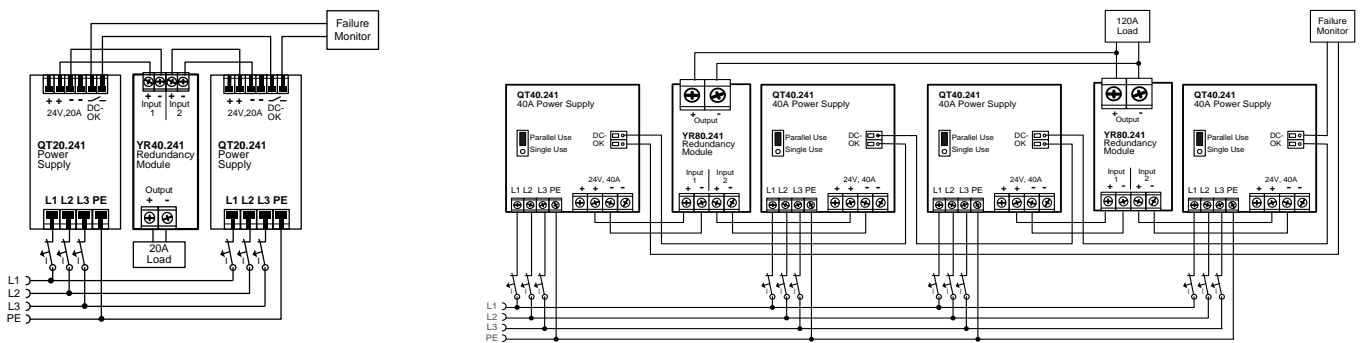 Failure
Monitor
+ + - -
24V,20A
DC-
OK
QT20.241
Power
Supply
L1 L2 L3 PE
+ - + -
Input Input
1 2
YR40.241
Redundancy
Module
Output
+ -
20A
Load
+ + - -
24V,20A
DC-
OK
QT20.241
Power
Supply
L1 L2 L3 PE
L1
L2
L3
PE
120A
Load
Failure
Monitor
QT40.241
40A Power Supply
Parallel Use
Single Use
DC-
OK
24V, 40A
L1 L2 L3 PE
+ + - -
+ -
Output
YR80.241
Redundancy
Module
Input Input
1 2
+ - + -
QT40.241
40A Power Supply
Parallel Use
Single Use
DC-
OK
24V, 40A
L1 L2 L3 PE
+ + - -
QT40.241
40A Power Supply
Parallel Use
Single Use
DC-
OK
24V, 40A
L1 L2 L3 PE
+ + - -
+ -
Output
YR80.241
Redundancy
Module
Input Input
1 2
+ - + -
QT40.241
40A Power Supply
Parallel Use
Single Use
DC-
OK
24V, 40A
L1 L2 L3 PE
+ + - -
L1
L2
L3
PE